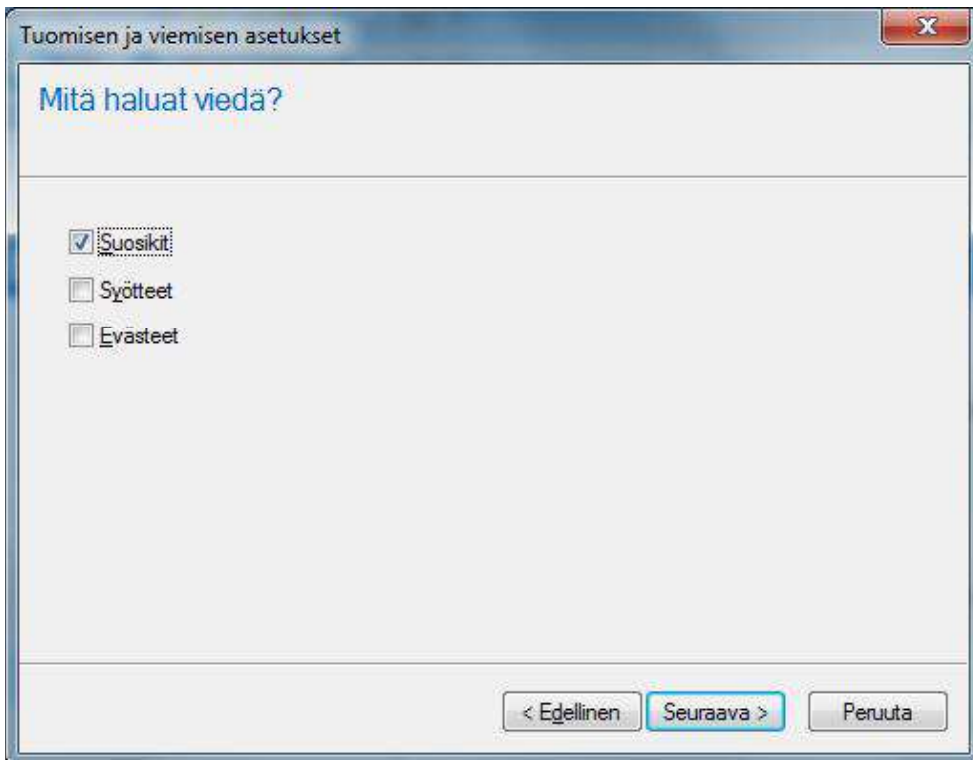 Tuomisen ja viemisen asetukset
Mitä haluat viedä?
Suosikit
Syötteet
Evästeet
< Edellinen Seuraava > Peruuta